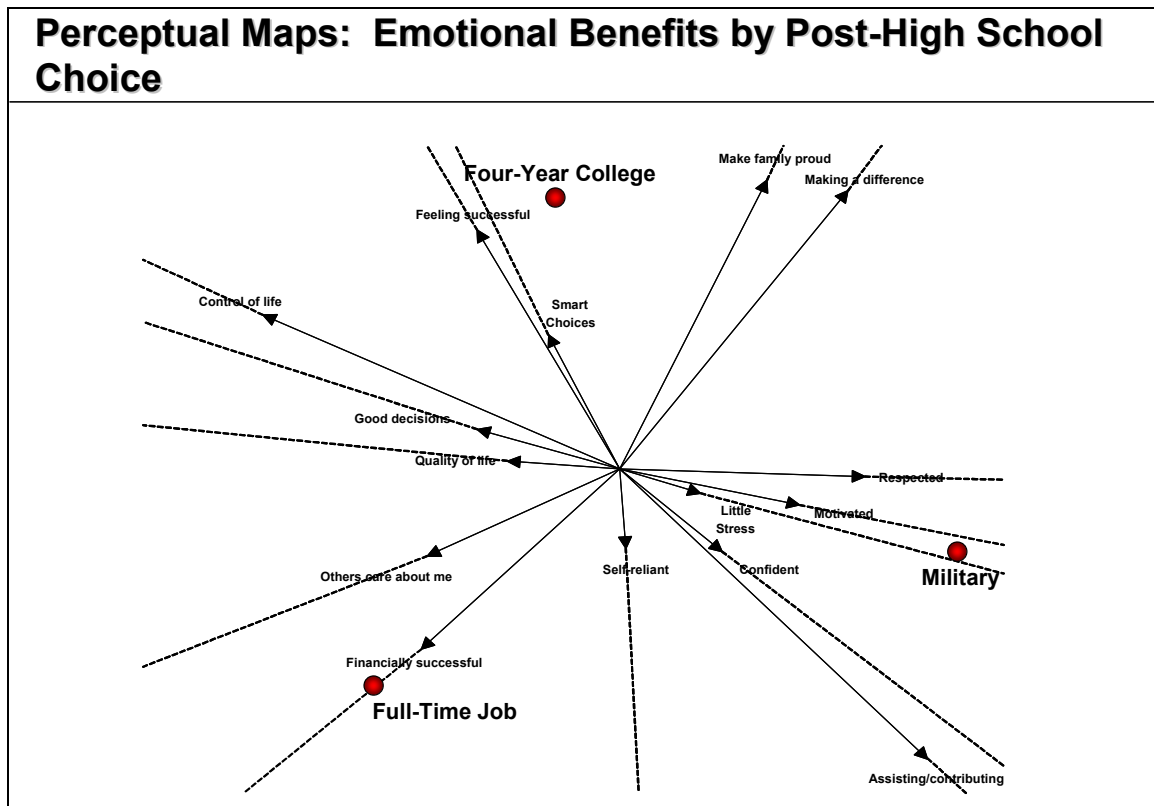 Perceptual Maps: Emotional Benefits by Post-High School
Choice
Make family proud
Four-Year College
Making a difference
Feeling successful
Control of life
Smart
Choices
Good decisions
Quality of life
Respected
Little
Stress
Motivated
Self-reliant
Confident
Others care about me
Military
Financially successful
Full-Time Job
Assisting/contributing